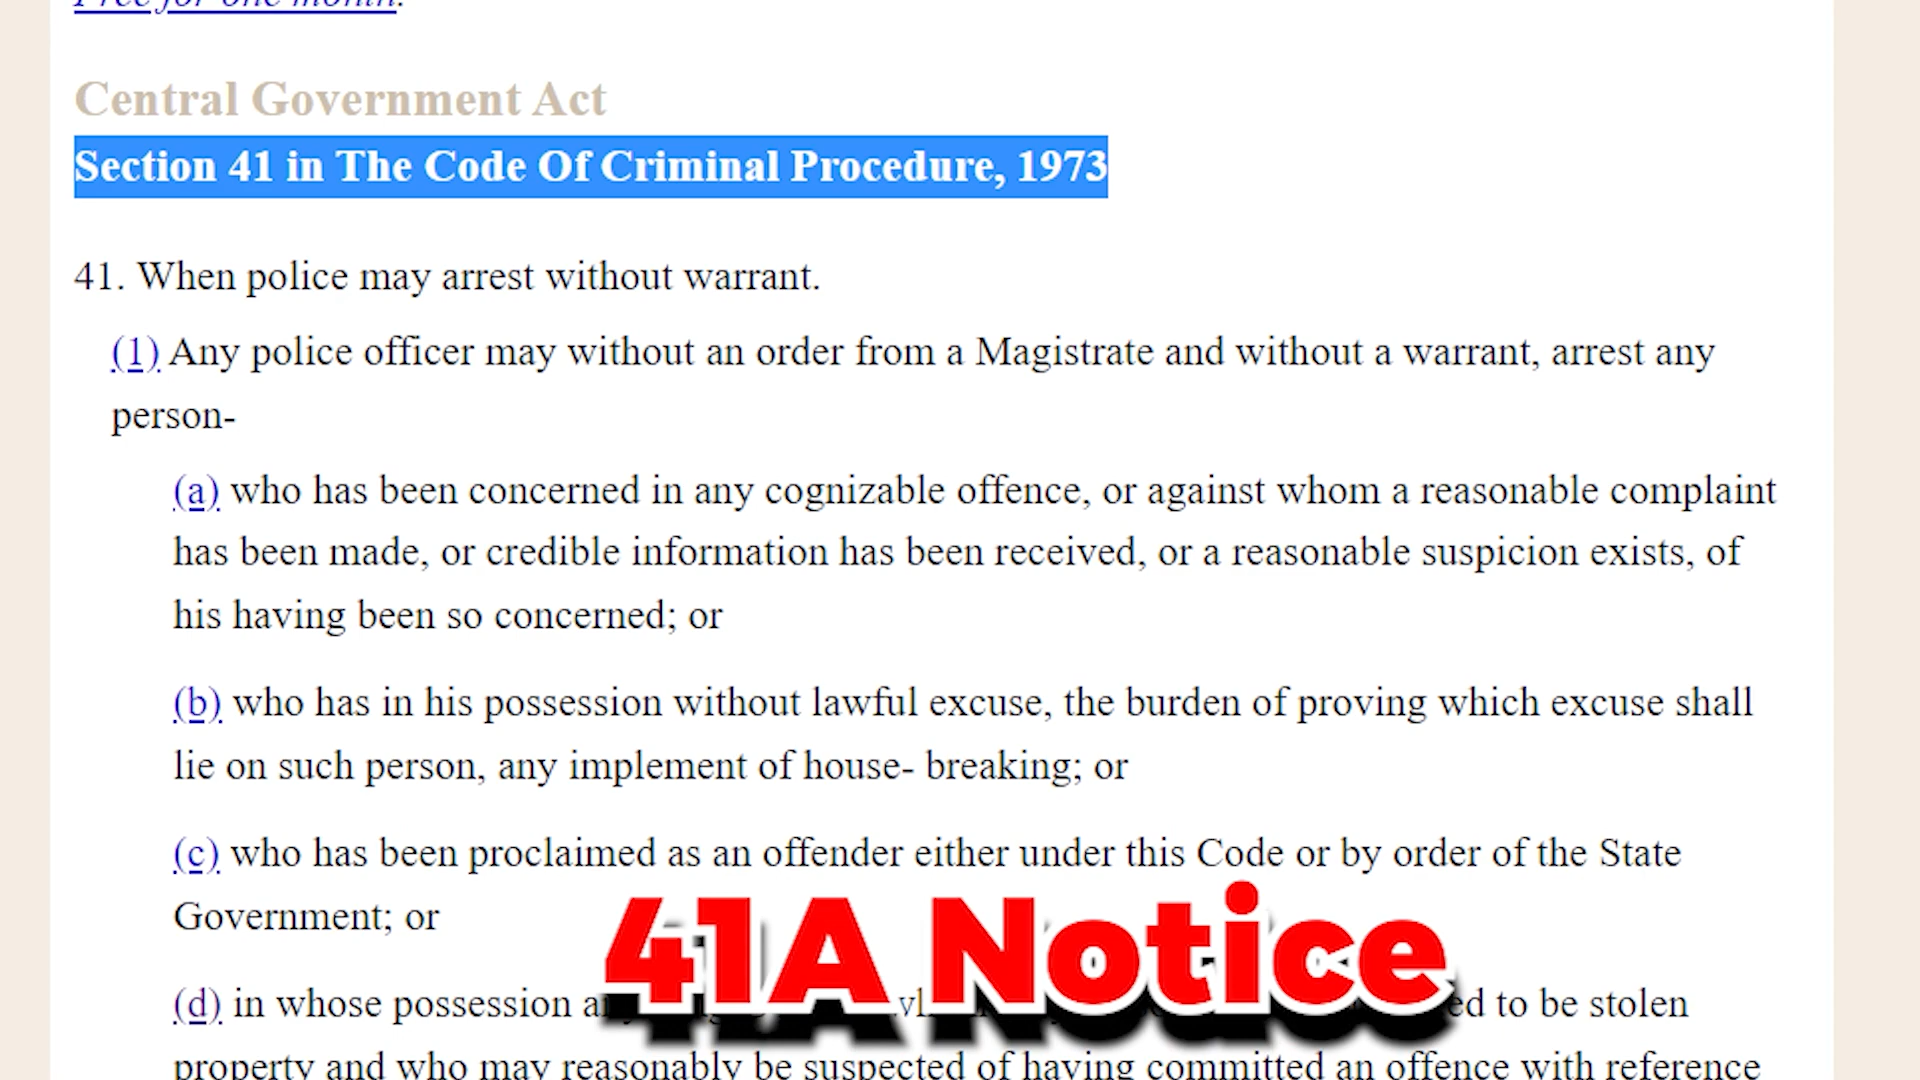 Free for one month.
Central Government Act
Section 41 in The Code Of Criminal Procedure, 1973
41. When police may arrest without warrant.
(1) Any police officer may without an order from a Magistrate and without a warrant, arrest any
person-
(a) who has been concerned in any cognizable offence, or against whom a reasonable complaint
has been made, or credible information has been received, or a reasonable suspicion exists, of
his having been so concerned; or
(b) who has in his possession without lawful excuse, the burden of proving which excuse shall
lie on such person, any implement of house- breaking; or
(c) who has been proclaimed as an offender either under this Code or by order of the State
Government; or
41A Notice
(d) in whose possession to be stolen
property and who may reasonably be suspected of having committed an offence with reference